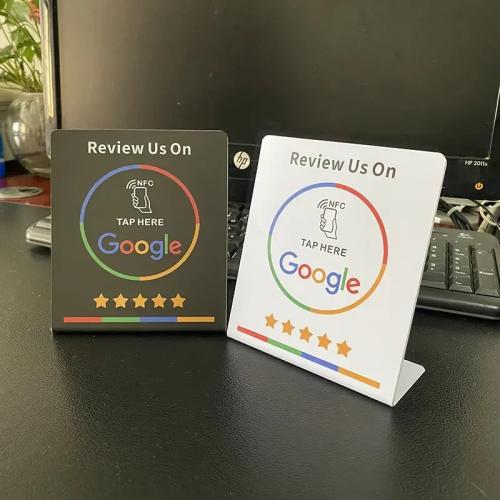 Review Us On
NFC
TAP HERE
Google
Review Us On
NFC
TAP HERE
Google
hp
HP 2011x